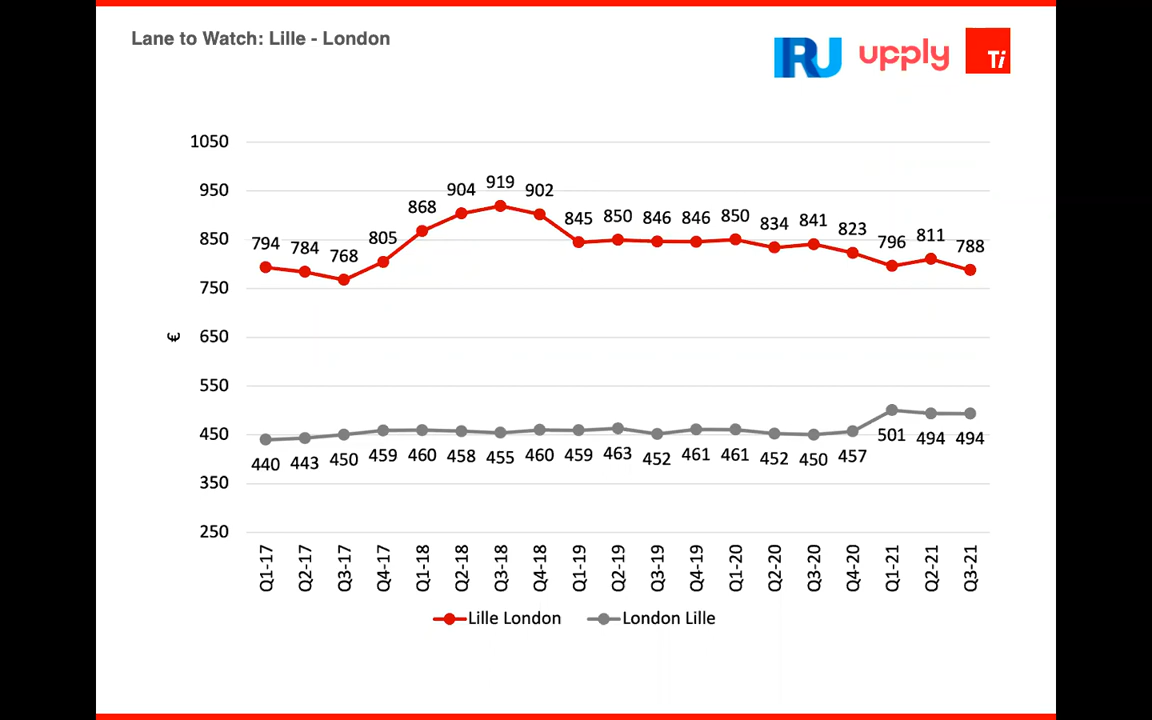 Lane to Watch: Lille - London
IRU upply Ti
1050
950
850
750
650
550
450
350
250
€
794 784 768 805 868 904 919 902 845 850 846 846 850 834 841 823 796 811 788
440 443 450 459 460 458 455 460 459 463 452 461 461 452 450 457 501 494 494
Q1-17 Q2-17 Q3-17 Q4-17 Q1-18 Q2-18 Q3-18 Q4-18 Q1-19 Q2-19 Q3-19 Q4-19 Q1-20 Q2-20 Q3-20 Q4-20 Q1-21 Q2-21 Q3-21
Lille London London Lille